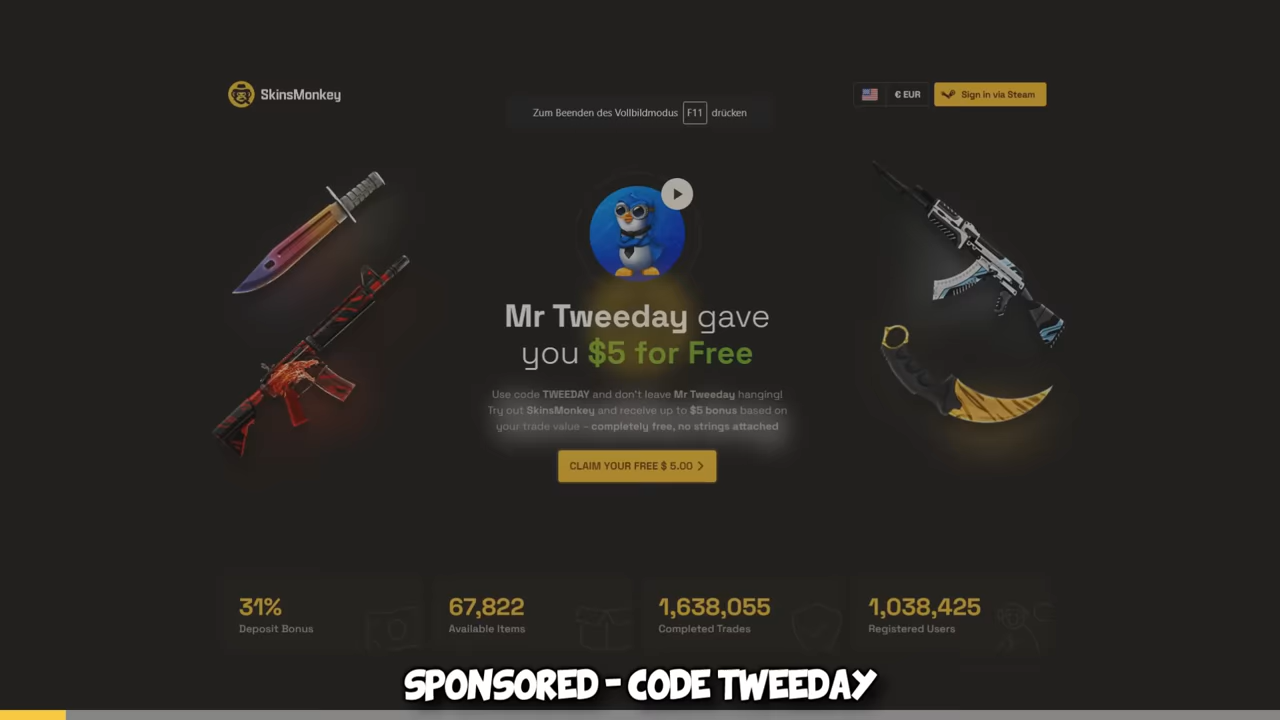 SkinsMonkey
€ EUR
Sign in via Steam
Zum Beenden des Vollbildmodus F11 drücken
Mr Tweeday gave
you $5 for Free
Use code TWEEDAY and don't leave Mr Tweeday hanging!
Try out SkinsMonkey and receive up to $5 bonus based on
your trade value – completely free, no strings attached
CLAIM YOUR FREE $ 5.00
31%
Deposit Bonus
67,822
Available Items
1,638,055
Completed Trades
1,038,425
Registered Users
SPONSORED - CODE TWEEDAY